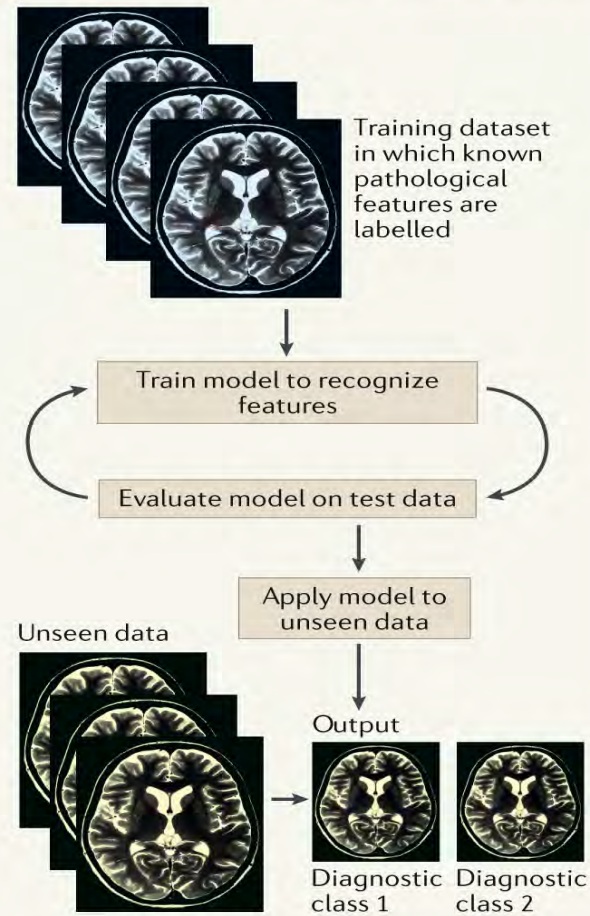 Training dataset
in which known
pathological
features are
labelled
Train model to recognize
features
Evaluate model on test data
Apply model to
unseen data
Unseen data
Output
Diagnostic
class 1
Diagnostic
class 2